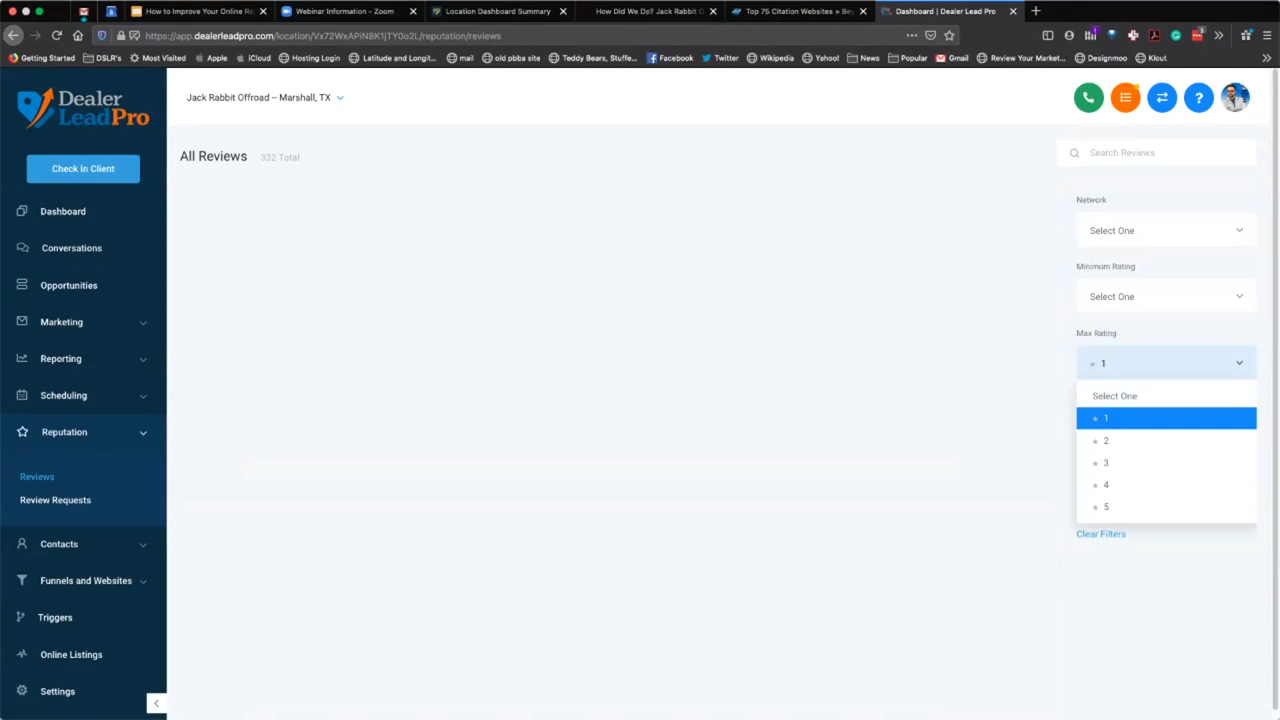 How to Improve Your Online Re
Webinar Information - Zoom
Location Dashboard Summary
How Did We Do? Jack Rabbit O
Top 75 Citation Websites » Be
Dashboard | Dealer Lead Pro
https://app.dealerleadpro.com/location/Vx72WxAPiNBK1jTY0o2L/reputation/reviews
Getting Started
DSLR's
Most Visited
Apple
iCloud
Hosting Login
Latitude and Longit...
mail
old pbba site
Teddy Bears, Stuffe...
Facebook
Twitter
Wikipedia
Yahoo!
News
Popular
Gmail
Review Your Market...
Designmoo
Klout
Dealer
LeadPro
Jack Rabbit Offroad -- Marshall, TX
Check In Client
Dashboard
Conversations
Opportunities
Marketing
Reporting
Scheduling
Reputation
Reviews
Review Requests
Contacts
Funnels and Websites
Triggers
Online Listings
Settings
All Reviews 332 Total
Search Reviews
Network
Select One
Minimum Rating
Select One
Max Rating
1
Select One
1
2
3
4
5
Clear Filters